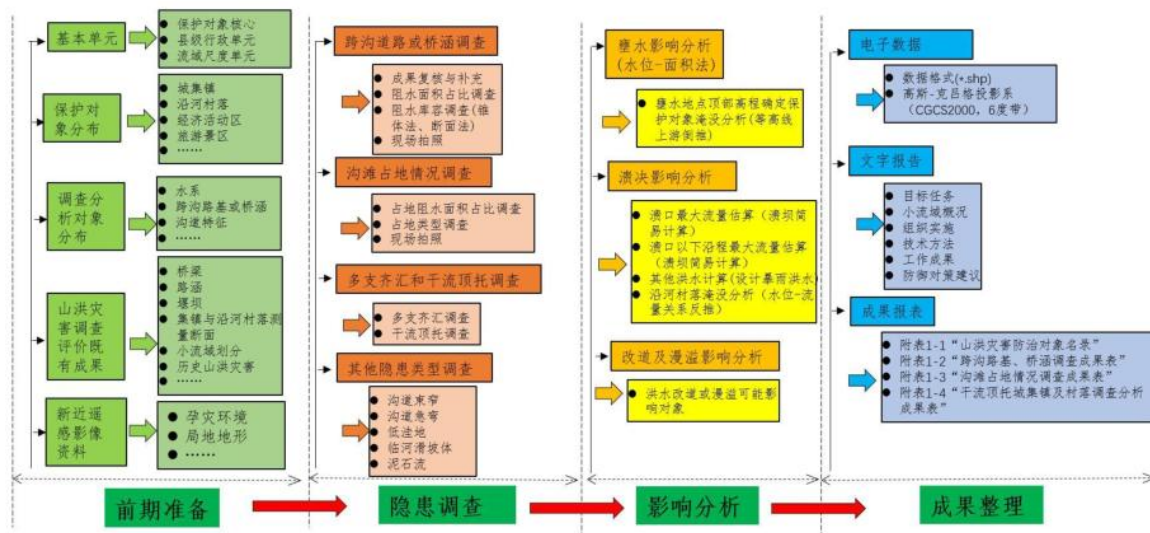 基本单元
保护对象核心
县级行政单元
流域尺度单元
保护对
象分布
城集镇
沿河村落
经济活动区
旅游景区
……
调查分
析对象
分布
水系
跨沟路基或桥涵
沟道特征
……
山洪灾
害调查
评价既
有成果
桥梁
路涵
堰坝
集镇与沿河村落测
量断面
小流域划分
历史山洪灾害
……
新近遥
感影像
资料
孕灾环境
局地地形
……
前期准备
跨沟道路或桥涵调查
成果复核与补充
阻水面积占比调查
阻水库容调查(锥
体法、断面法)
现场拍照
沟滩占地情况调查
占地阻水面积占比调查
占地类型调查
现场拍照
多支齐汇和干流顶托调查
多支齐汇调查
干流顶托调查
其他隐患类型调查
沟道束窄
沟道急弯
低洼地
临河滑坡体
泥石流
隐患调查
壅水影响分析
(水位-面积法)
壅水地点顶部高程确定保
护对象淹没分析(等高线
上游倒推)
溃决影响分析
溃口最大流量估算（溃坝简
易计算）
溃口以下沿程最大流量估算
（溃坝简易计算）
其他洪水计算(设计暴雨洪水)
沿河村落淹没分析（水位-流
量关系反推）
改道及漫溢影响分析
洪水改道或漫溢可能影
响对象
影响分析
电子数据
数据格式(*.shp)
高斯-克吕格投影系
（CGCS2000，6度带）
文字报告
目标任务
小流域概况
组织实施
技术方法
工作成果
防御对策建议
成果报表
附表1-1“山洪灾害防治对象名录”
附表1-2“跨沟路基、桥涵调查成果表”
附表1-3“沟滩占地情况调查成果表”
附表1-4“干流顶托城集镇及村落调查分析
成果表”
成果整理